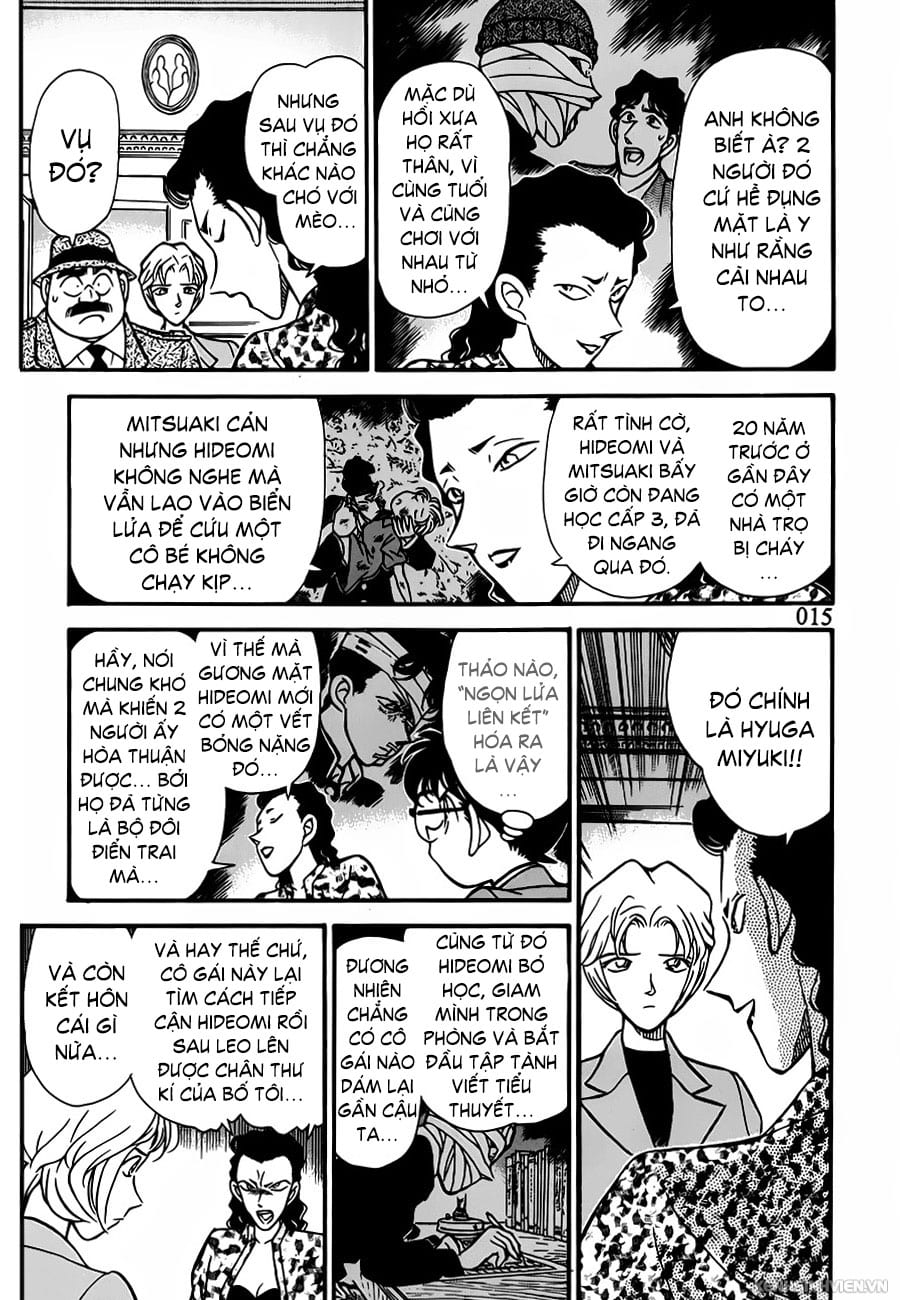 ANH KHÔNG
BIẾT À? 2
NGƯỜI ĐÓ
CỨ HỄ ĐỤNG
MẶT LÀ Y
NHƯ RẰNG
CÃI NHAU
TO...
MẶC DÙ
HỒI XƯA
HỌ RẤT
THÂN, VÌ
CÙNG TUỔI
VÀ CŨNG
CHƠI VỚI
NHAU TỪ
NHỎ...
NHƯNG
SAU VỤ ĐÓ
THÌ CHẲNG
KHÁC NÀO
CHÓ VỚI
MÈO...
VỤ
ĐÓ?
20 NĂM
TRƯỚC Ở
GẦN ĐÂY
CÓ MỘT
NHÀ TRỌ
BỊ CHÁY
...
RẤT TÌNH CỜ,
HIDEOMI VÀ
MITSUAKI BẤY
GIỜ CÒN ĐANG
HỌC CẤP 3, ĐÃ
ĐI NGANG
QUA ĐÓ.
MITSUAKI CẢN
NHƯNG HIDEOMI
KHÔNG NGHE MÀ
VẪN LAO VÀO BIỂN
LỬA ĐỂ CỨU MỘT
CÔ BÉ KHÔNG
CHẠY KỊP...
015
ĐÓ CHÍNH
LÀ HYUGA
MIYUKI!!
THẢO NÀO,
"NGỌN LỬA
LIÊN KẾT"
HÓA RA
LÀ VẬY
...
VÌ THẾ MÀ
GƯƠNG MẶT
HIDEOMI MỚI
CÓ MỘT VẾT
BỎNG NẶNG
ĐÓ...
HẦY, NÓI
CHUNG KHÓ
MÀ KHIẾN 2
NGƯỜI ẤY
HÒA THUẬN
ĐƯỢC... BỞI
HỌ ĐÃ TỪNG
LÀ BỘ ĐÔI
ĐIỂN TRAI
MÀ...
CŨNG TỪ ĐÓ
HIDEOMI BỎ
HỌC, GIAM
MÌNH TRONG
PHÒNG VÀ BẮT
ĐẦU TẬP TÀNH
VIẾT TIỂU
THUYẾT...
ĐƯƠNG
NHIÊN
CHẲNG
CÓ CÔ
GÁI NÀO
DÁM LẠI
GẦN CẬU
TA...
VÀ HAY THẾ CHỨ,
CÔ GÁI NÀY LẠI
TÌM CÁCH TIẾP
CẬN HIDEOMI RỒI
SAU LEO LÊN
ĐƯỢC CHÂN THƯ
KÍ CỦA BỐ TÔI...
VÀ CÒN
KẾT HÔN
CÁI GÌ
NỮA...